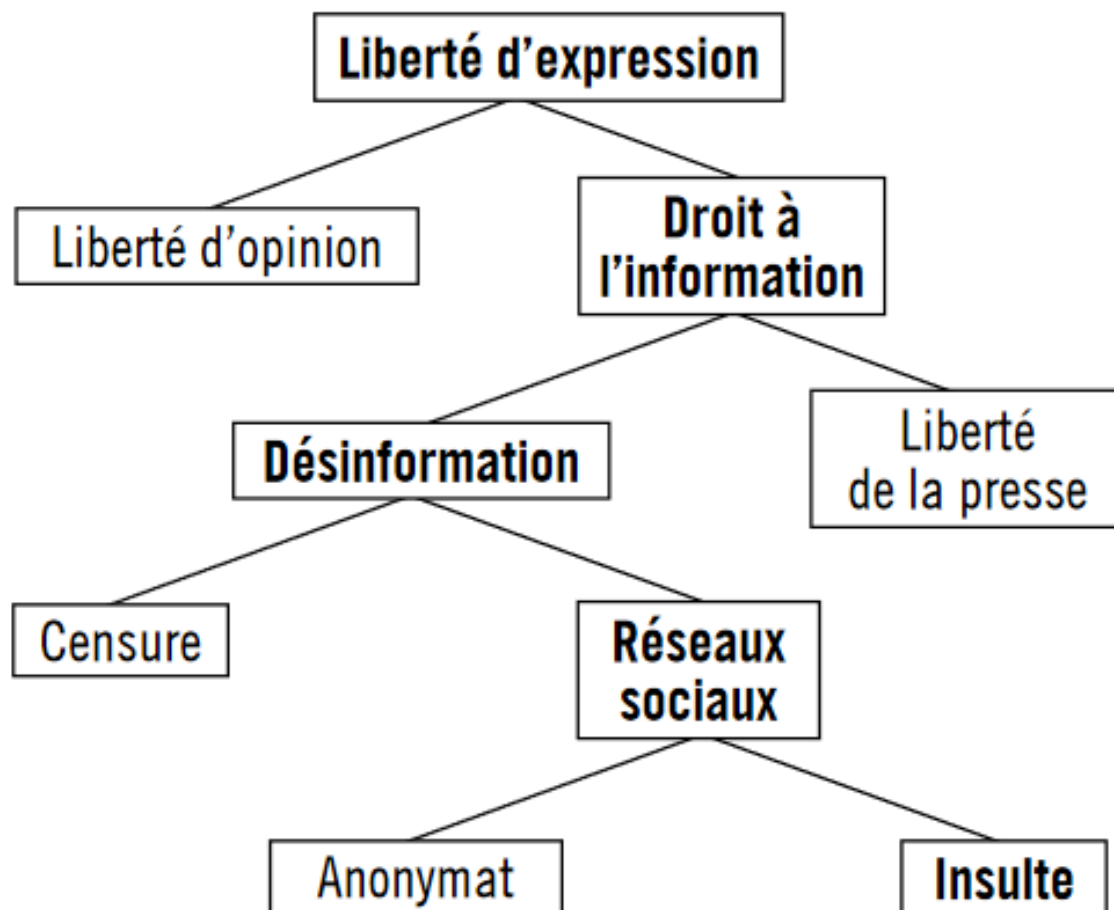 Liberté d’expression
Liberté d’opinion
Droit à
l’information
Désinformation
Liberté
de la presse
Censure
Réseaux
sociaux
Anonymat
Insulte